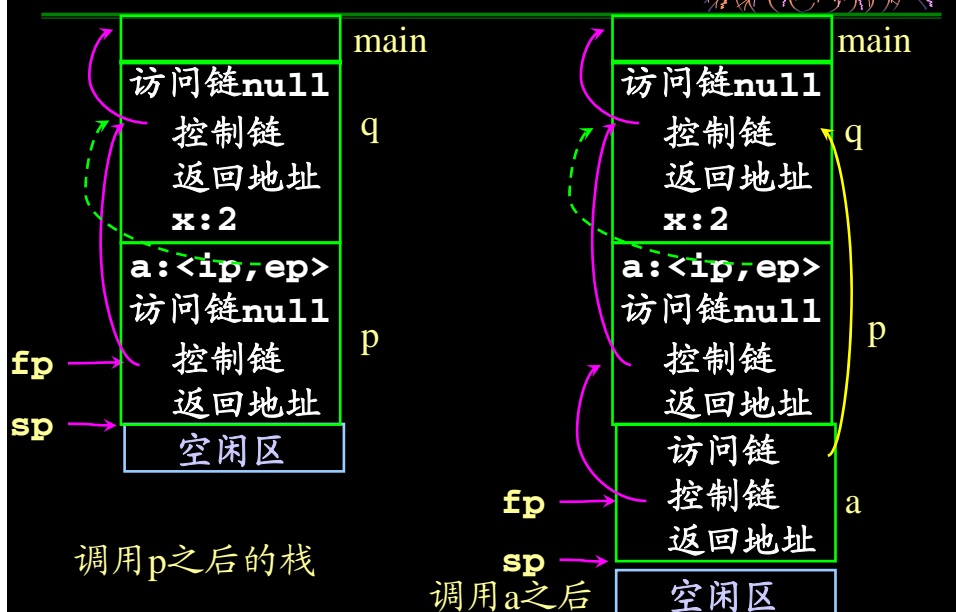 main
访问链null
控制链
返回地址
x:2
q
a:<ip,ep>
访问链null
控制链
返回地址
p
fp
sp
空闲区
调用p之后的栈
main
访问链null
控制链
返回地址
x:2
q
a:<ip,ep>
访问链null
控制链
返回地址
p
访问链
控制链
返回地址
a
fp
sp
空闲区
调用a之后